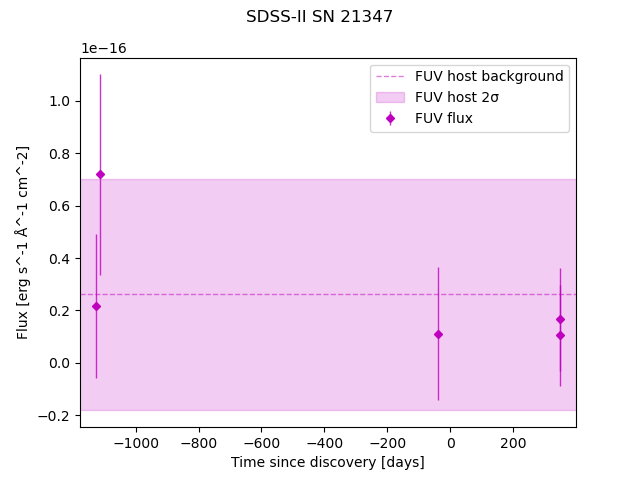 SDSS-II SN 21347
1e−16
FUV host background
FUV host 2σ
FUV flux
1.0
0.8
0.6
0.4
0.2
0.0
−0.2
Flux [erg s^-1 Å^-1 cm^-2]
−1000
−800
−600
−400
−200
0
200
Time since discovery [days]